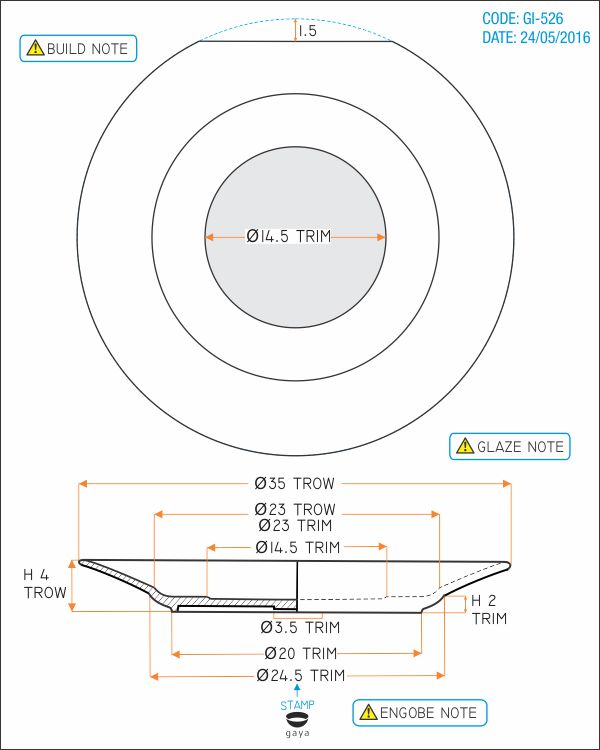 CODE: GI-526
DATE: 24/05/2016
1.5
BUILD NOTE
Ø14.5 TRIM
GLAZE NOTE
Ø35 TROW
Ø23 TROW
Ø23 TRIM
Ø14.5 TRIM
H 4
TROW
H 2
TRIM
Ø3.5 TRIM
Ø20 TRIM
Ø24.5 TRIM
STAMP
gaya
ENGOBE NOTE